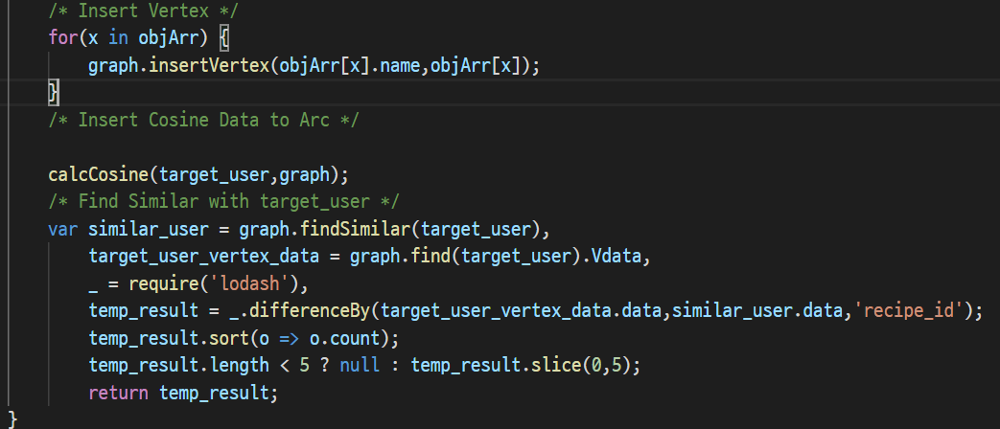 /* Insert Vertex */
for(x in objArr) {
graph.insertVertex(objArr[x].name,objArr[x]);
}
/* Insert Cosine Data to Arc */
calcCosine(target_user,graph);
/* Find Similar with target_user */
var similar_user = graph.findSimilar(target_user),
target_user_vertex_data = graph.find(target_user).Vdata,
_ = require('lodash'),
temp_result = _.differenceBy(target_user_vertex_data.data,similar_user.data,'recipe_id');
temp_result.sort(o => o.count);
temp_result.length < 5 ? null : temp_result.slice(0,5);
return temp_result;
}